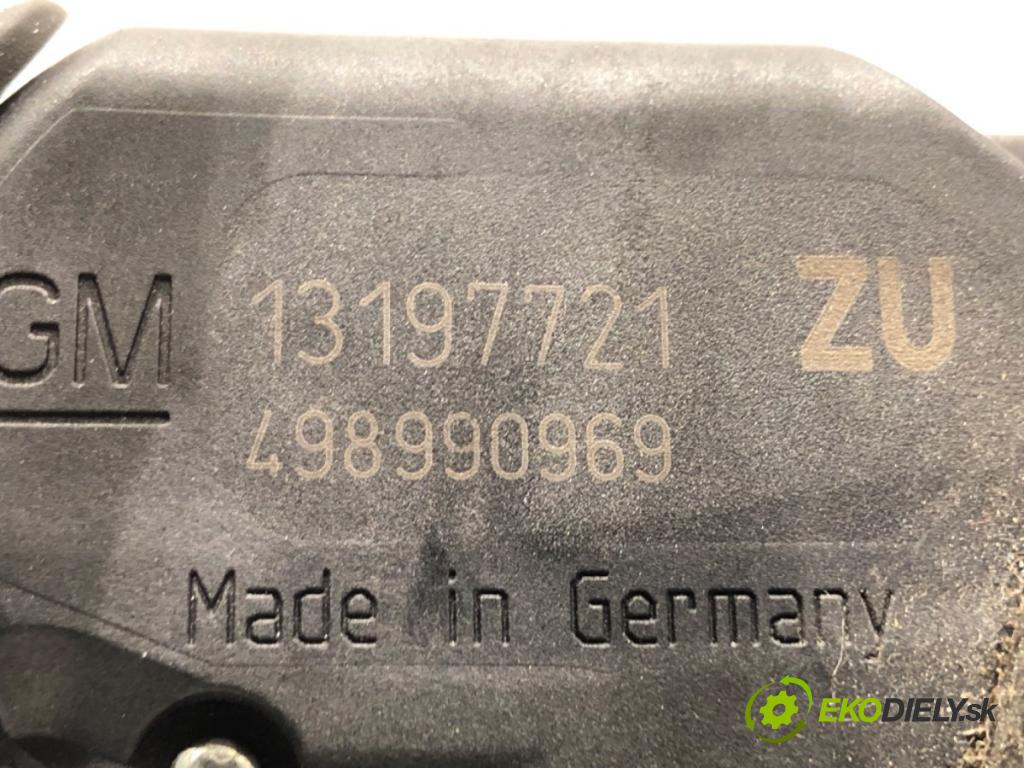 GM 13197721 ZU
498990969
Made in Germany
EKODIELY.sk